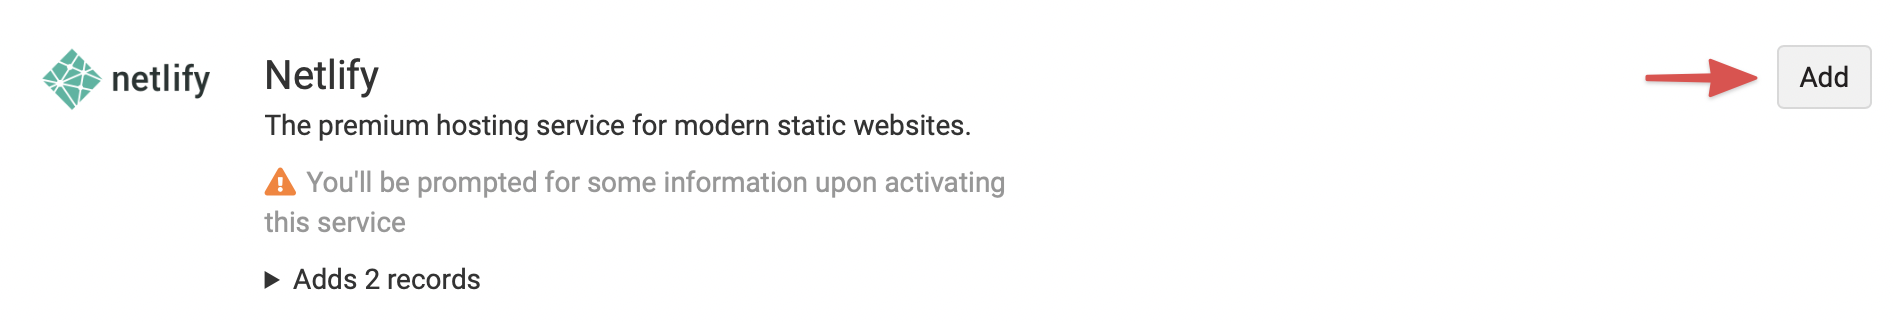 netlify
Netlify
Add
The premium hosting service for modern static websites.
You'll be prompted for some information upon activating
this service
Adds 2 records